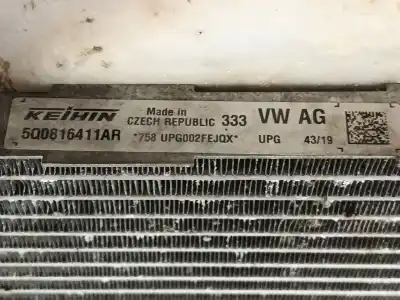 KEIHIN Made in CZECH REPUBLIC 333 VW AG
5Q0816411AR *758 UPG002FEJQX* UPG 43/19